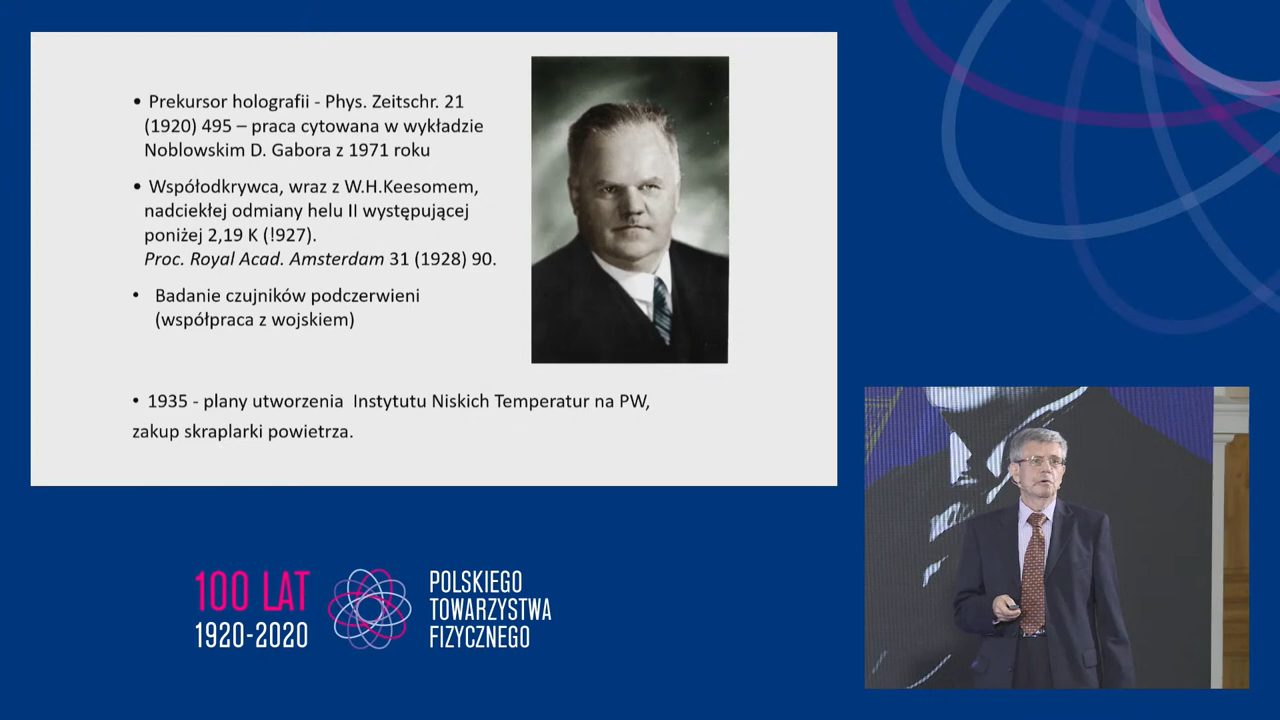 • Prekursor holografii - Phys. Zeitschr. 21
(1920) 495 – praca cytowana w wykładzie
Noblowskim D. Gabora z 1971 roku
• Współodkrywca, wraz z W.H.Keesomem,
nadciekłej odmiany helu II występującej
poniżej 2,19 K (!927).
Proc. Royal Acad. Amsterdam 31 (1928) 90.
• Badanie czujników podczerwieni
(współpraca z wojskiem)
• 1935 - plany utworzenia Instytutu Niskich Temperatur na PW,
zakup skraplarki powietrza.
100 LAT
1920-2020
POLSKIEGO
TOWARZYSTWA
FIZYCZNEGO